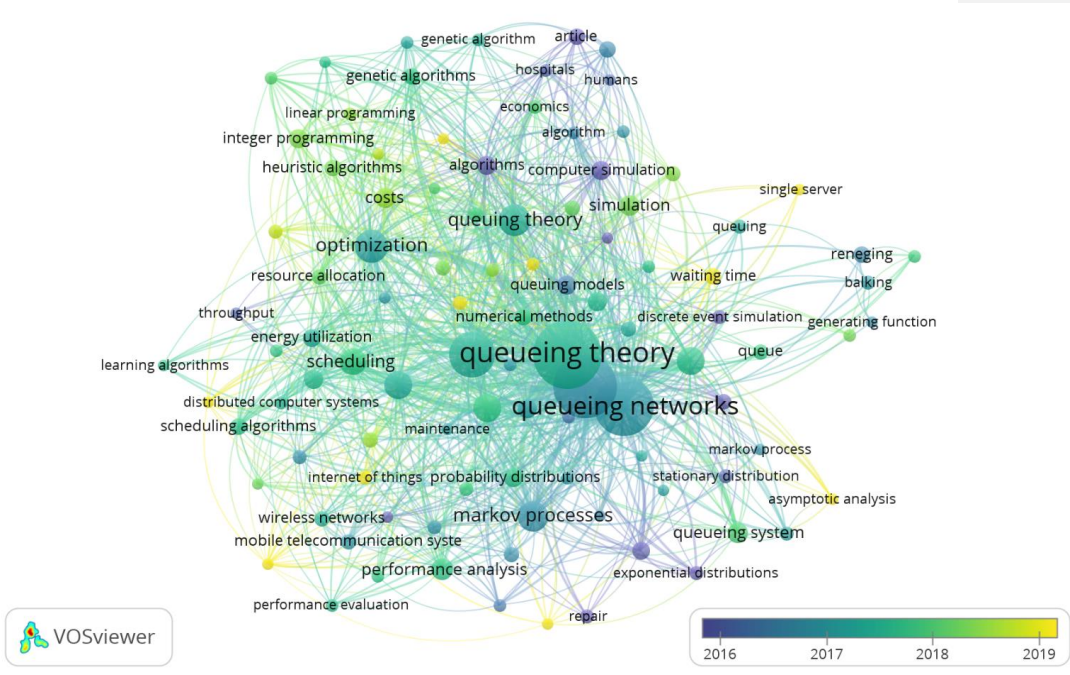 genetic algorithm
article
genetic algorithms
hospitals
humans
economics
linear programming
integer programming
algorithm
heuristic algorithms
algorithms
computer simulation
costs
simulation
single server
queuing theory
queuing
optimization
reneging
resource allocation
waiting time
queuing models
balking
throughput
numerical methods
discrete event simulation
generating function
energy utilization
queueing theory
queue
scheduling
learning algorithms
distributed computer systems
queueing networks
scheduling algorithms
maintenance
markov process
internet of things
probability distributions
stationary distribution
asymptotic analysis
wireless networks
markov processes
mobile telecommunication syste
queueing system
performance analysis
exponential distributions
performance evaluation
repair
VOSviewer
2016
2017
2018
2019